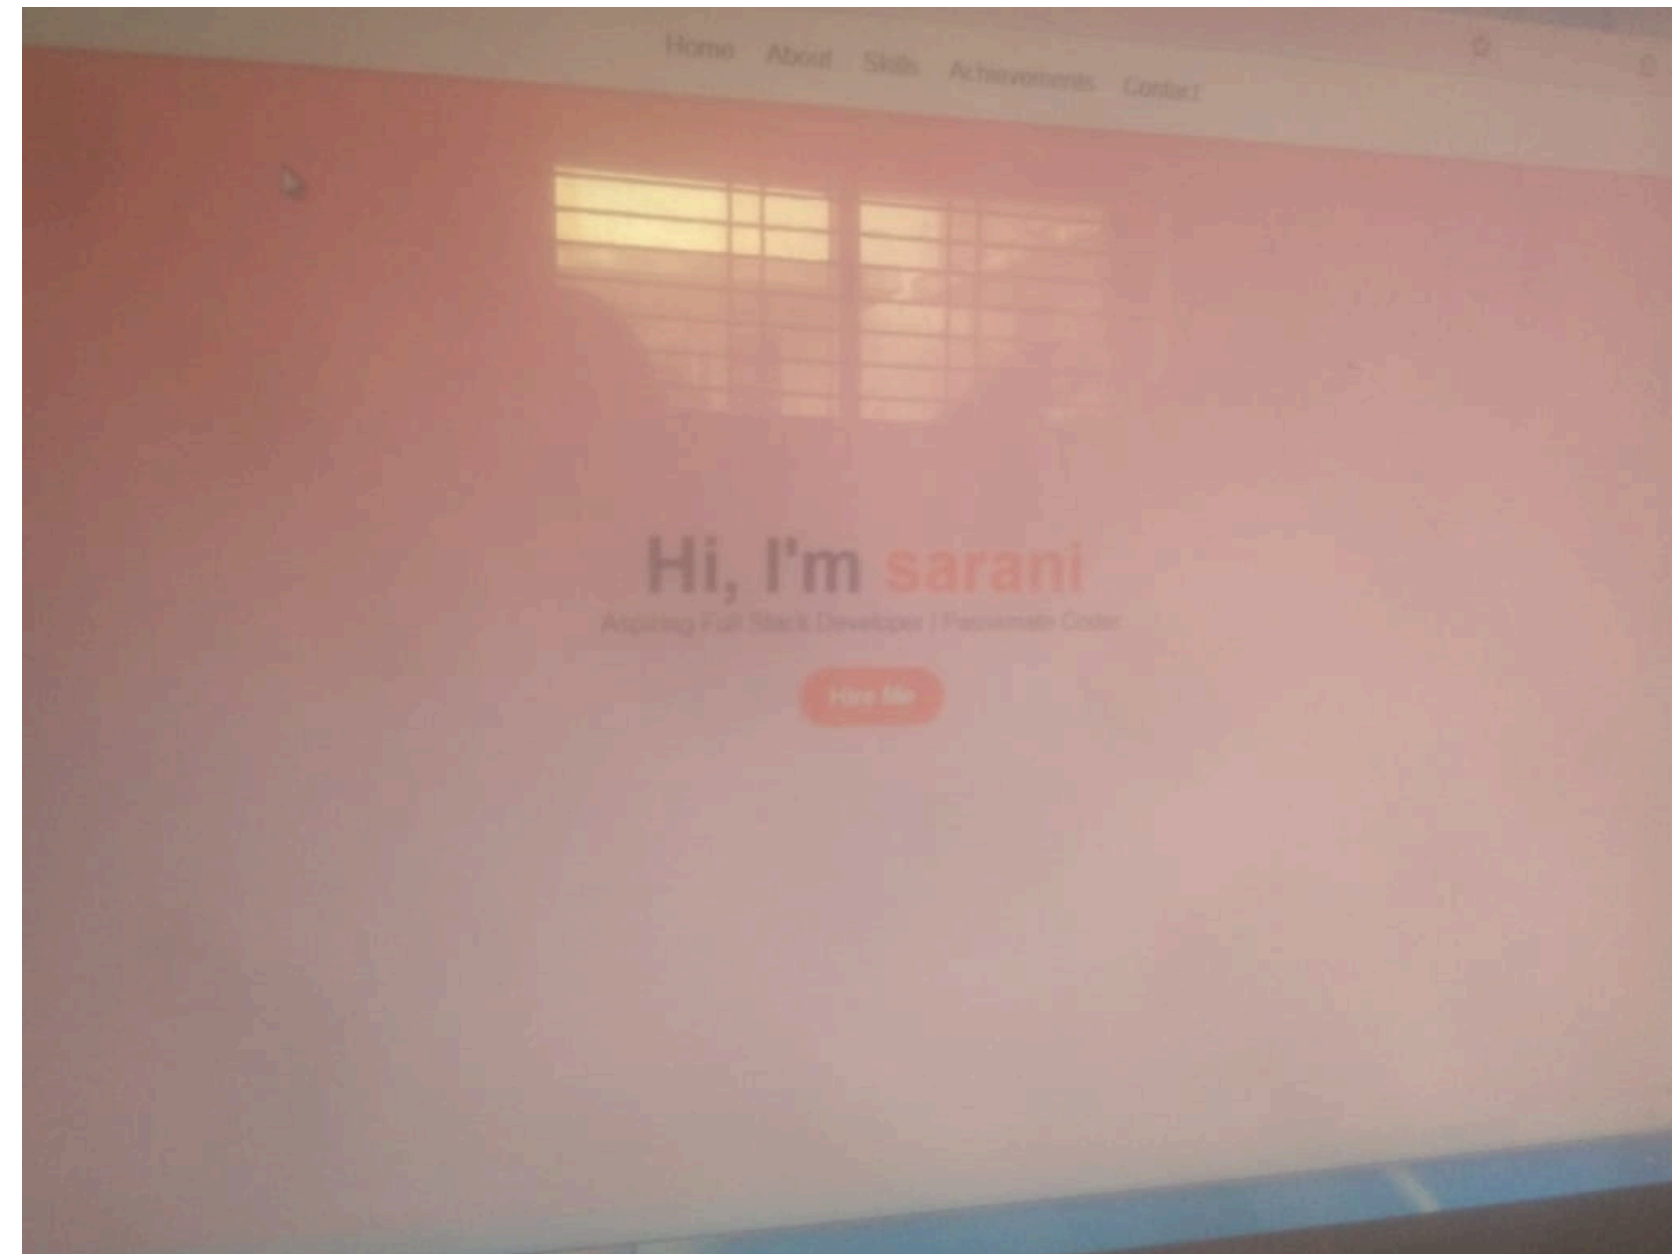 Home About Skills Achievements Contact
Hi, I'm sarani
Aspiring Full Stack Developer | Passionate Coder
Hire Me